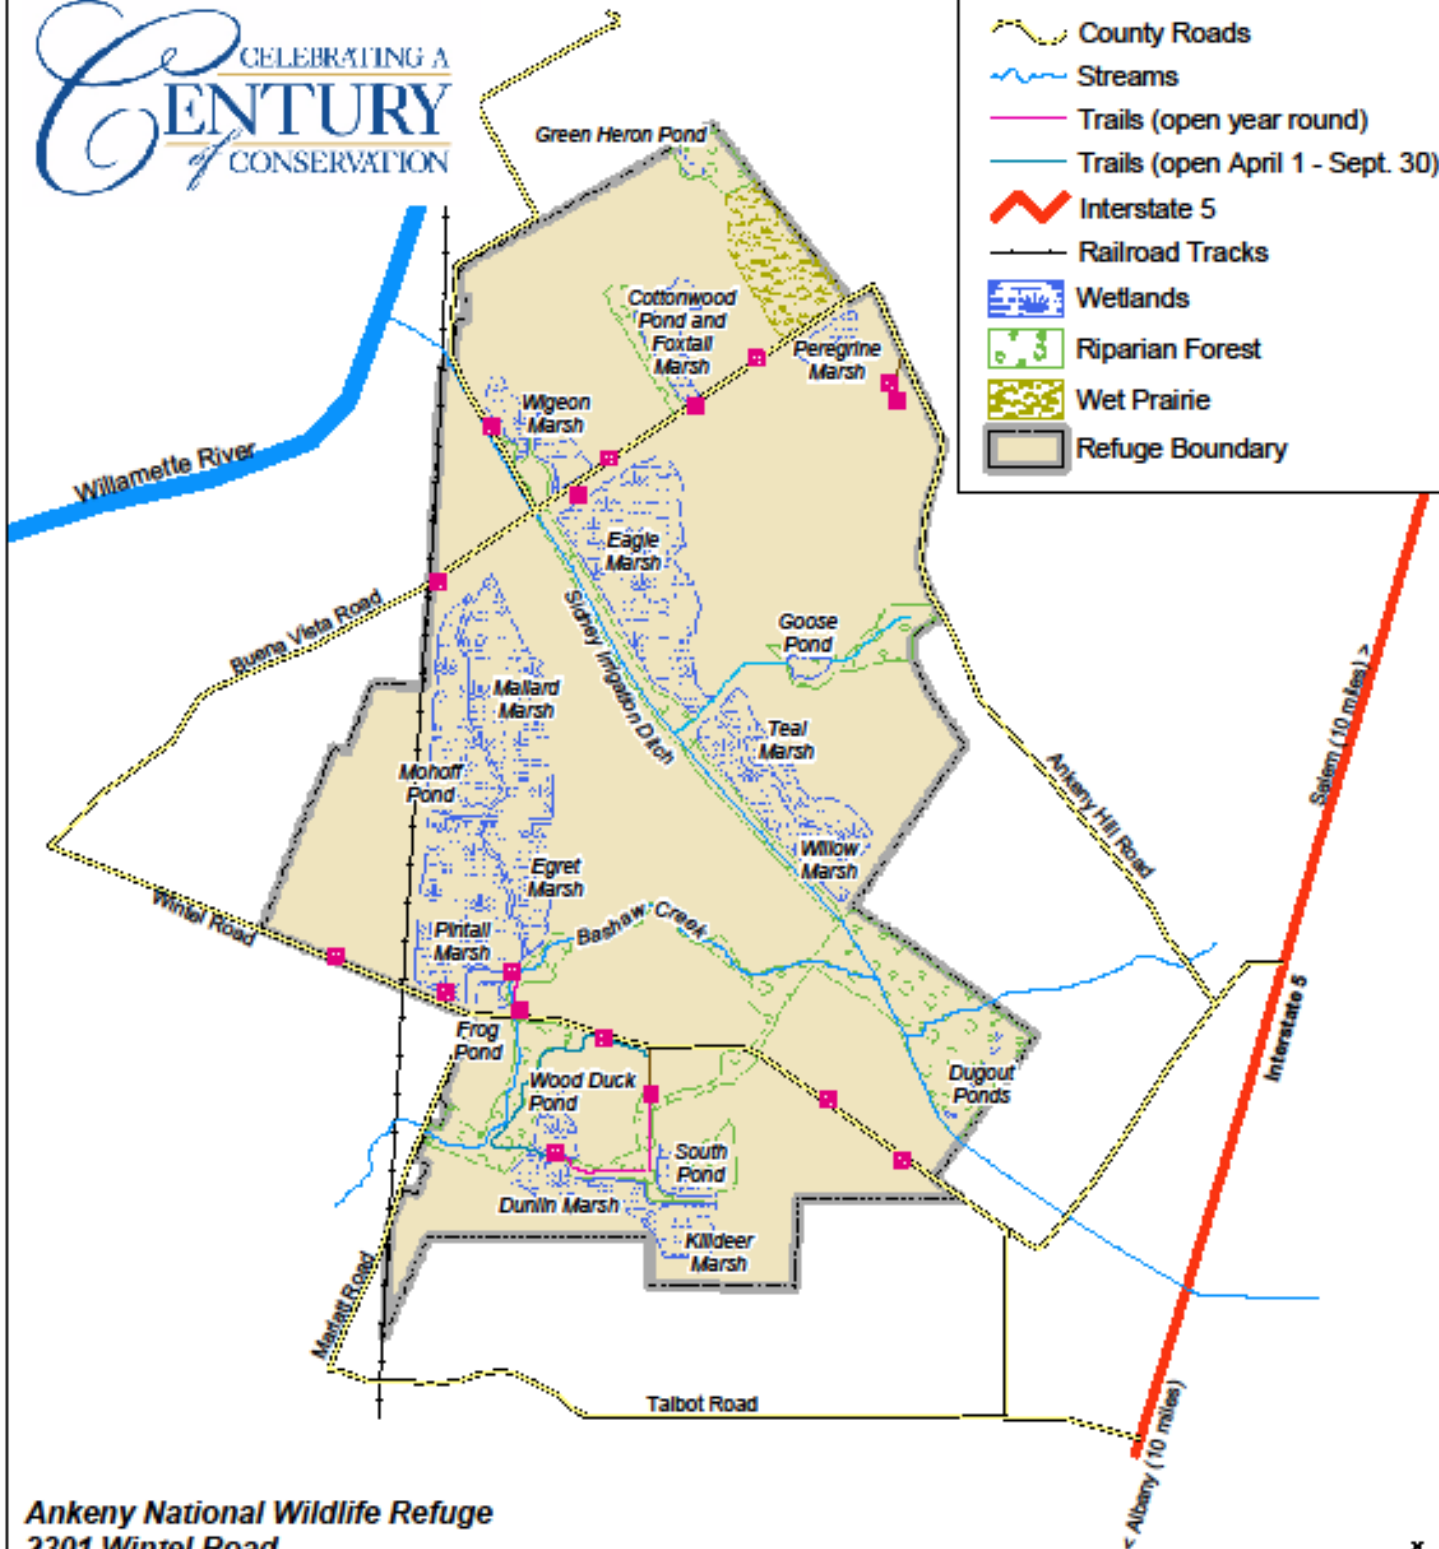 CELEBRATING A
CENTURY
of CONSERVATION
County Roads
Streams
Trails (open year round)
Trails (open April 1 - Sept. 30)
Interstate 5
Railroad Tracks
Wetlands
Riparian Forest
Wet Prairie
Refuge Boundary
Green Heron Pond
Cottonwood
Pond and
Foxtail
Marsh
Peregrine
Marsh
Wigeon
Marsh
Willamette River
Eagle
Marsh
Buena Vista Road
Sidney Irrigation Ditch
Goose
Pond
Mallard
Marsh
Teal
Marsh
Mohoff
Pond
Salem (10 miles) >
Ankeny Hill Road
Willow
Marsh
Egret
Marsh
Wintel Road
Pintail
Marsh
Bashaw Creek
Interstate 5
Frog
Pond
Wood Duck
Pond
Dugout
Ponds
South
Pond
Dunlin Marsh
Killdeer
Marsh
Marlatt Road
Talbot Road
< Albany (10 miles)
Ankeny National Wildlife Refuge
2301 Wintel Road